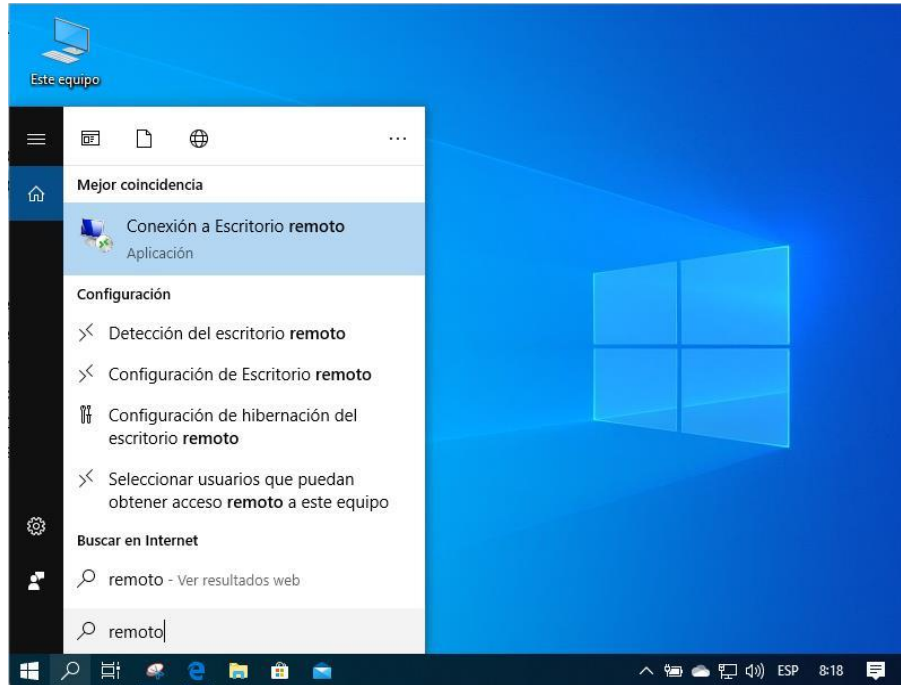 Este equipo
...
Mejor coincidencia
Conexión a Escritorio remoto
Aplicación
Configuración
Detección del escritorio remoto
Configuración de Escritorio remoto
Configuración de hibernación del
escritorio remoto
Seleccionar usuarios que puedan
obtener acceso remoto a este equipo
Buscar en Internet
remoto - Ver resultados web
remoto
ESP 8:18